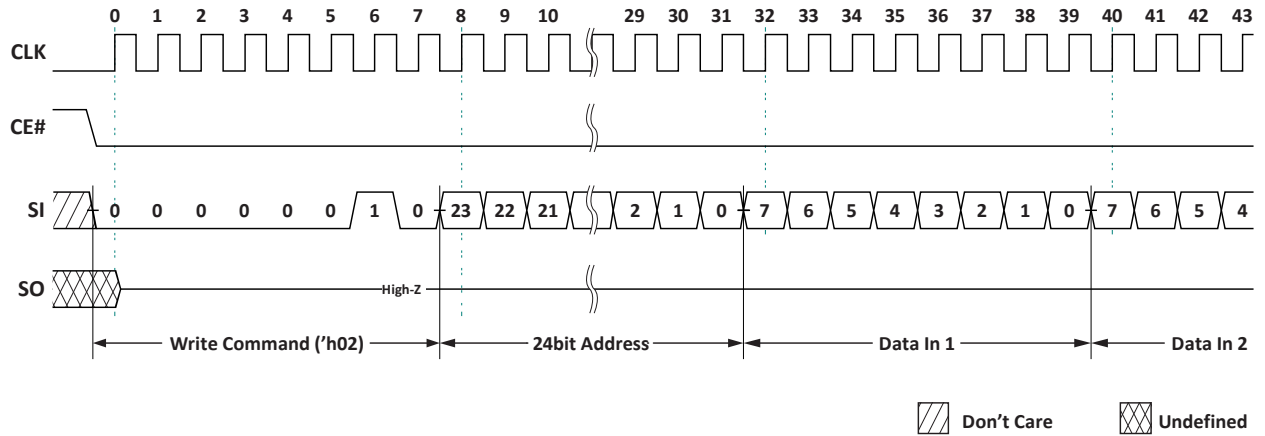 0 1 2 3 4 5 6 7 8 9 10 29 30 31 32 33 34 35 36 37 38 39 40 41 42 43
CLK
CE#
SI 0 0 0 0 0 0 1 0 23 22 21 2 1 0 7 6 5 4 3 2 1 0 7 6 5 4
SO High-Z
Write Command ('h02) 24bit Address Data In 1 Data In 2
Don't Care Undefined